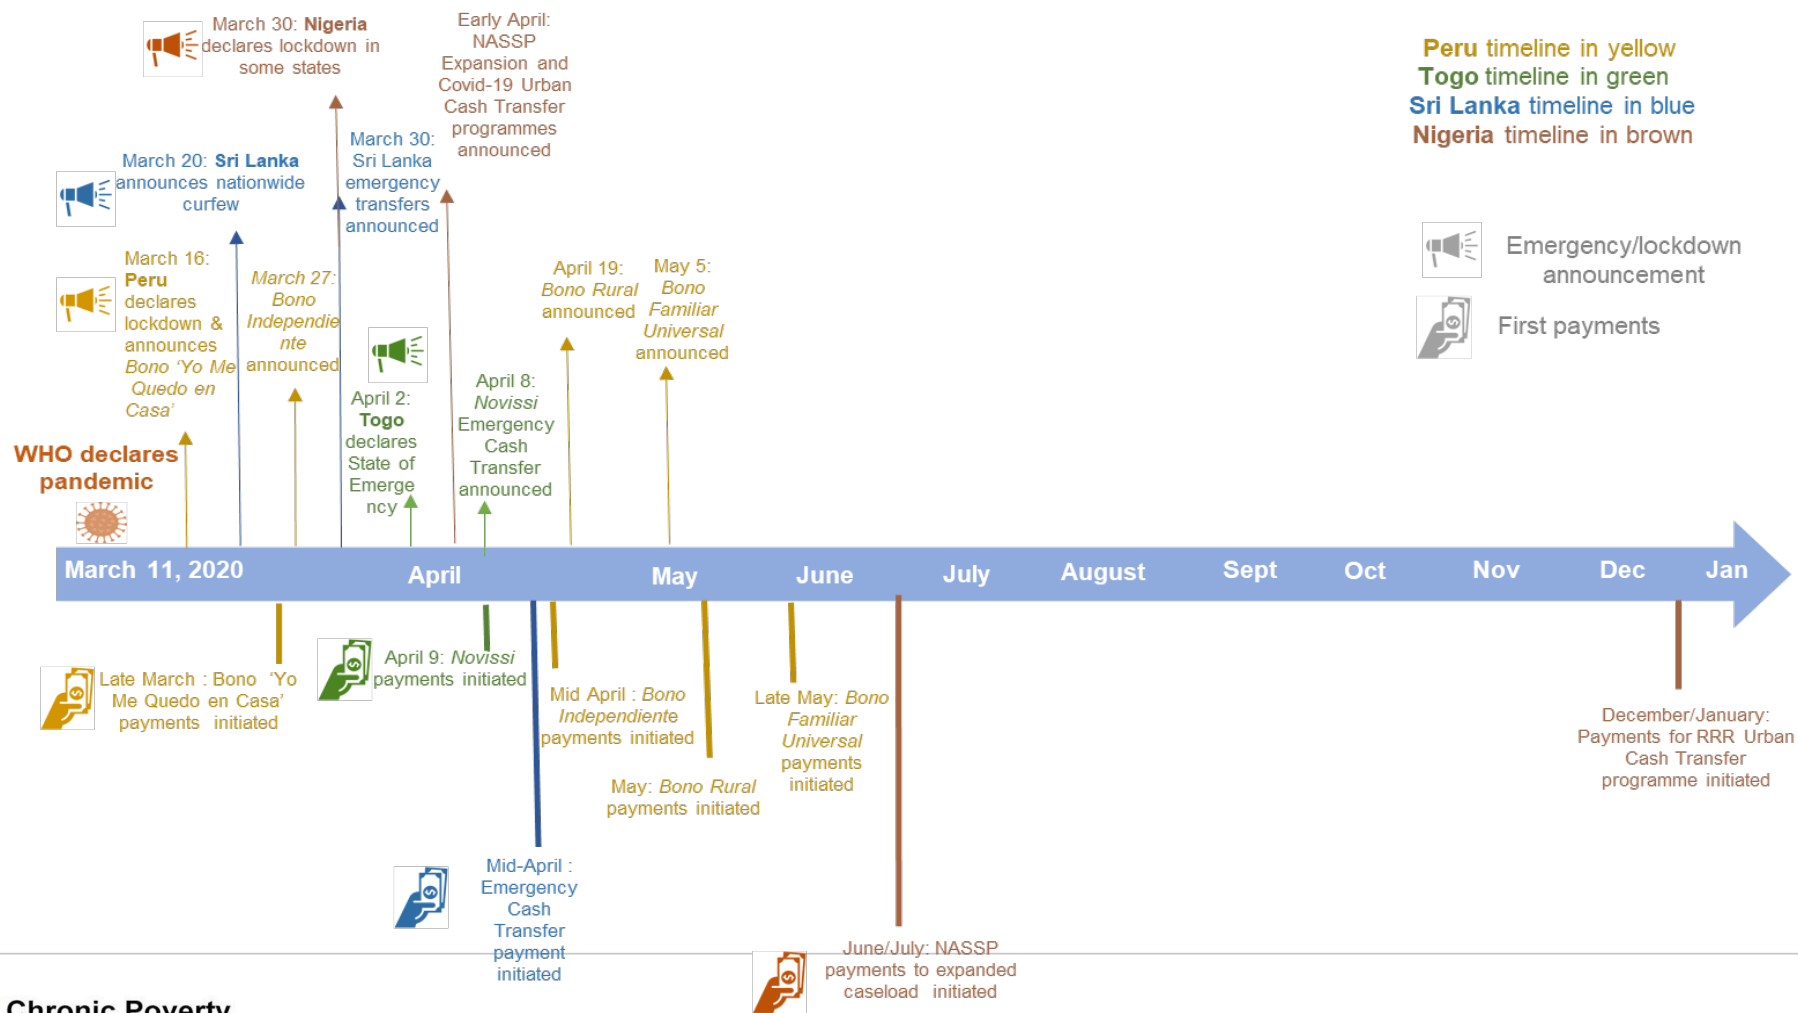 March 30: Nigeria
declares lockdown in
some states
Early April:
NASSP
Expansion and
Covid-19 Urban
Cash Transfer
programmes
announced
Peru timeline in yellow
Togo timeline in green
Sri Lanka timeline in blue
Nigeria timeline in brown
March 20: Sri Lanka
announces nationwide
curfew
March 30:
Sri Lanka
emergency
transfers
announced
Emergency/lockdown
announcement
First payments
March 16:
Peru
declares
lockdown &
announces
Bono ‘Yo Me
Quedo en
Casa’
March 27:
Bono
Independie
nte
announced
April 19:
Bono Rural
announced
May 5:
Bono
Familiar
Universal
announced
April 2:
Togo
declares
State of
Emerge
ncy
April 8:
Novissi
Emergency
Cash
Transfer
announced
WHO declares
pandemic
March 11, 2020 April May June July August Sept Oct Nov Dec Jan
Late March : Bono ‘Yo
Me Quedo en Casa’
payments initiated
April 9: Novissi
payments initiated
Mid April : Bono
Independiente
payments initiated
Late May: Bono
Familiar
Universal
payments
initiated
May: Bono Rural
payments initiated
December/January:
Payments for RRR Urban
Cash Transfer
programme initiated
Mid-April :
Emergency
Cash
Transfer
payment
initiated
June/July: NASSP
payments to expanded
caseload initiated
Chronic Poverty